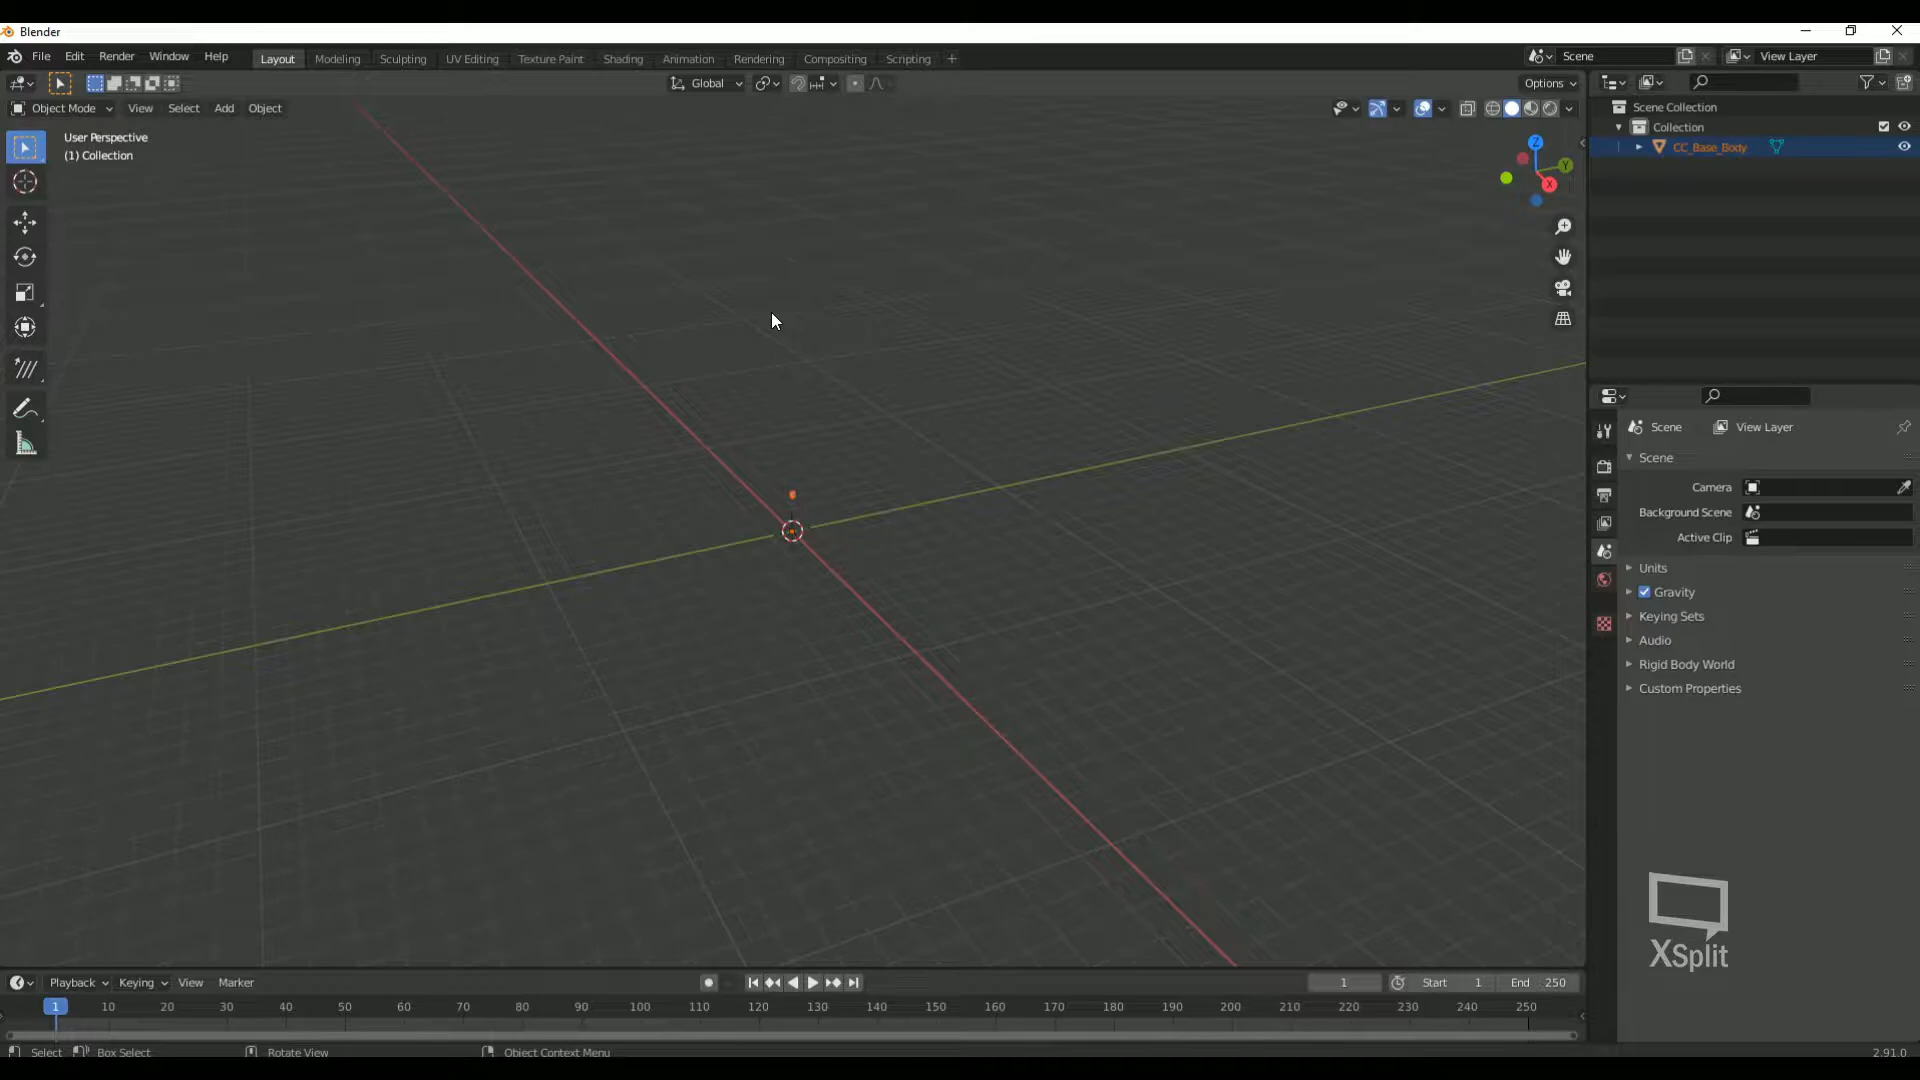 Blender
File Edit Render Window Help Layout Modeling Sculpting UV Editing Texture Paint Shading Animation Rendering Compositing Scripting + Scene View Layer
Global Options
Object Mode View Select Add Object
User Perspective
(1) Collection
Z
Y
X
Scene Collection
Collection
CC_Base_Body
Scene View Layer
Scene
Camera
Background Scene
Active Clip
Units
Gravity
Keying Sets
Audio
Rigid Body World
Custom Properties
XSplit
Playback Keying View Marker 1 Start 1 End 250
1 10 20 30 40 50 60 70 80 90 100 110 120 130 140 150 160 170 180 190 200 210 220 230 240 250
Select Box Select Rotate View Object Context Menu 2.91.0